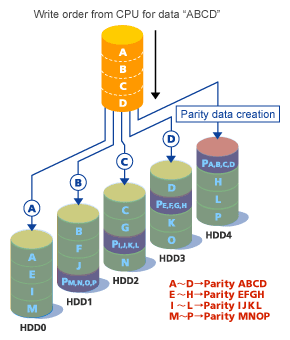 Write order from CPU for data “ABCD”
A
B
C
D
Parity data creation
A
B
C
D
PA,B,C,D
H
L
P
HDD4
D
PE,F,G,H
K
O
HDD3
C
G
PI,J,K,L
N
HDD2
B
F
J
PM,N,O,P
HDD1
A
E
I
M
HDD0
A～D→Parity ABCD
E～H→Parity EFGH
I～L→Parity IJKL
M～P→Parity MNOP